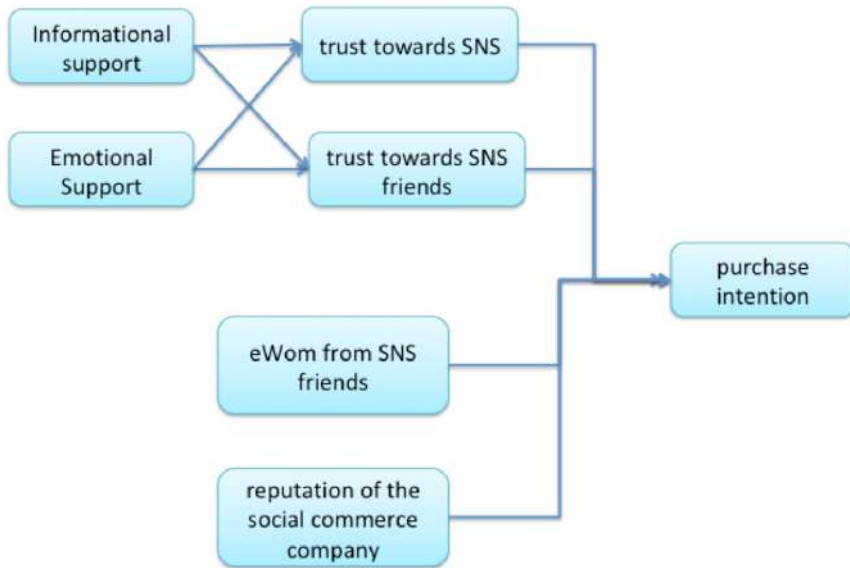 Informational
support
trust towards SNS
Emotional
Support
trust towards SNS
friends
purchase
intention
eWom from SNS
friends
reputation of the
social commerce
company